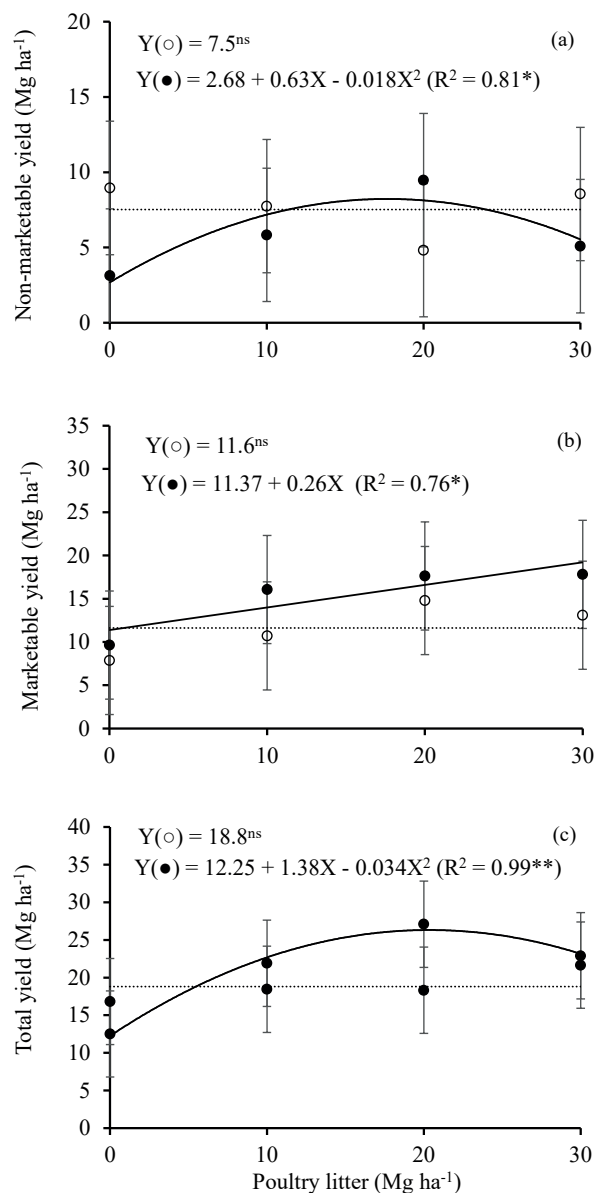 Y(○) = 7.5ns (a)
Y(●) = 2.68 + 0.63X - 0.018X² (R² = 0.81*)
Non-marketable yield (Mg ha⁻¹)
20
15
10
5
0
0 10 20 30
Y(○) = 11.6ns (b)
Y(●) = 11.37 + 0.26X (R² = 0.76*)
Marketable yield (Mg ha⁻¹)
35
30
25
20
15
10
5
0
0 10 20 30
Y(○) = 18.8ns (c)
Y(●) = 12.25 + 1.38X - 0.034X² (R² = 0.99**)
Total yield (Mg ha⁻¹)
40
35
30
25
20
15
10
5
0
0 10 20 30
Poultry litter (Mg ha⁻¹)